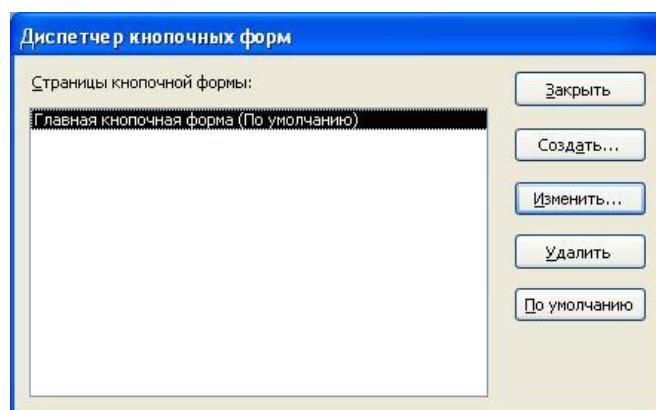 Диспетчер кнопочных форм
Страницы кнопочной формы:
Главная кнопочная форма (По умолчанию)
Закрыть
Создать...
Изменить...
Удалить
По умолчанию